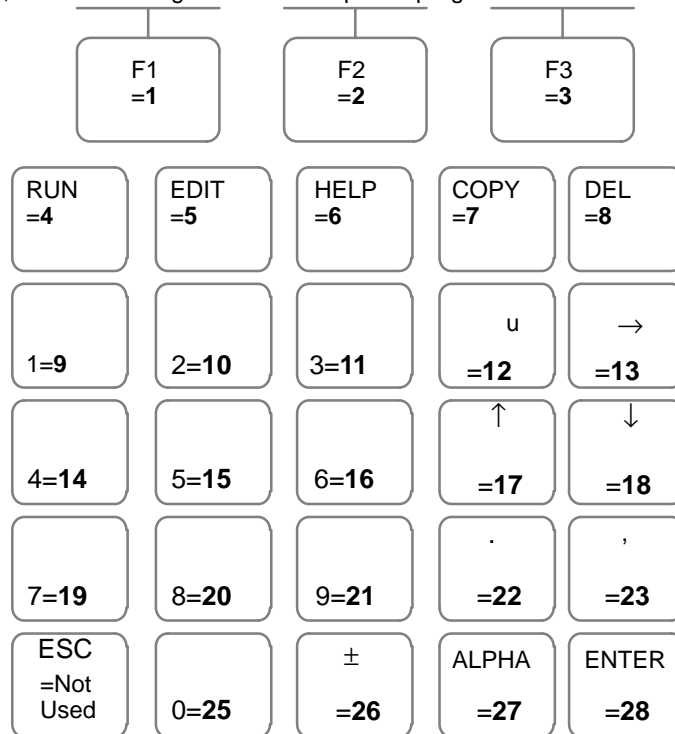 F1 F2 F3
=1 =2 =3
RUN EDIT HELP COPY DEL
=4 =5 =6 =7 =8
u →
1=9 2=10 3=11 =12 =13
↑ ↓
4=14 5=15 6=16 =17 =18
. ,
7=19 8=20 9=21 =22 =23
ESC ± ALPHA ENTER
=Not
Used 0=25 =26 =27 =28